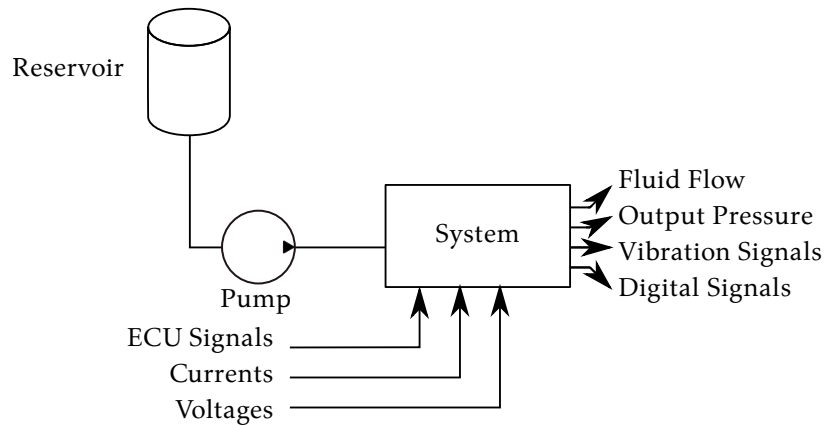 Reservoir
Pump
System
Fluid Flow
Output Pressure
Vibration Signals
Digital Signals
ECU Signals
Currents
Voltages